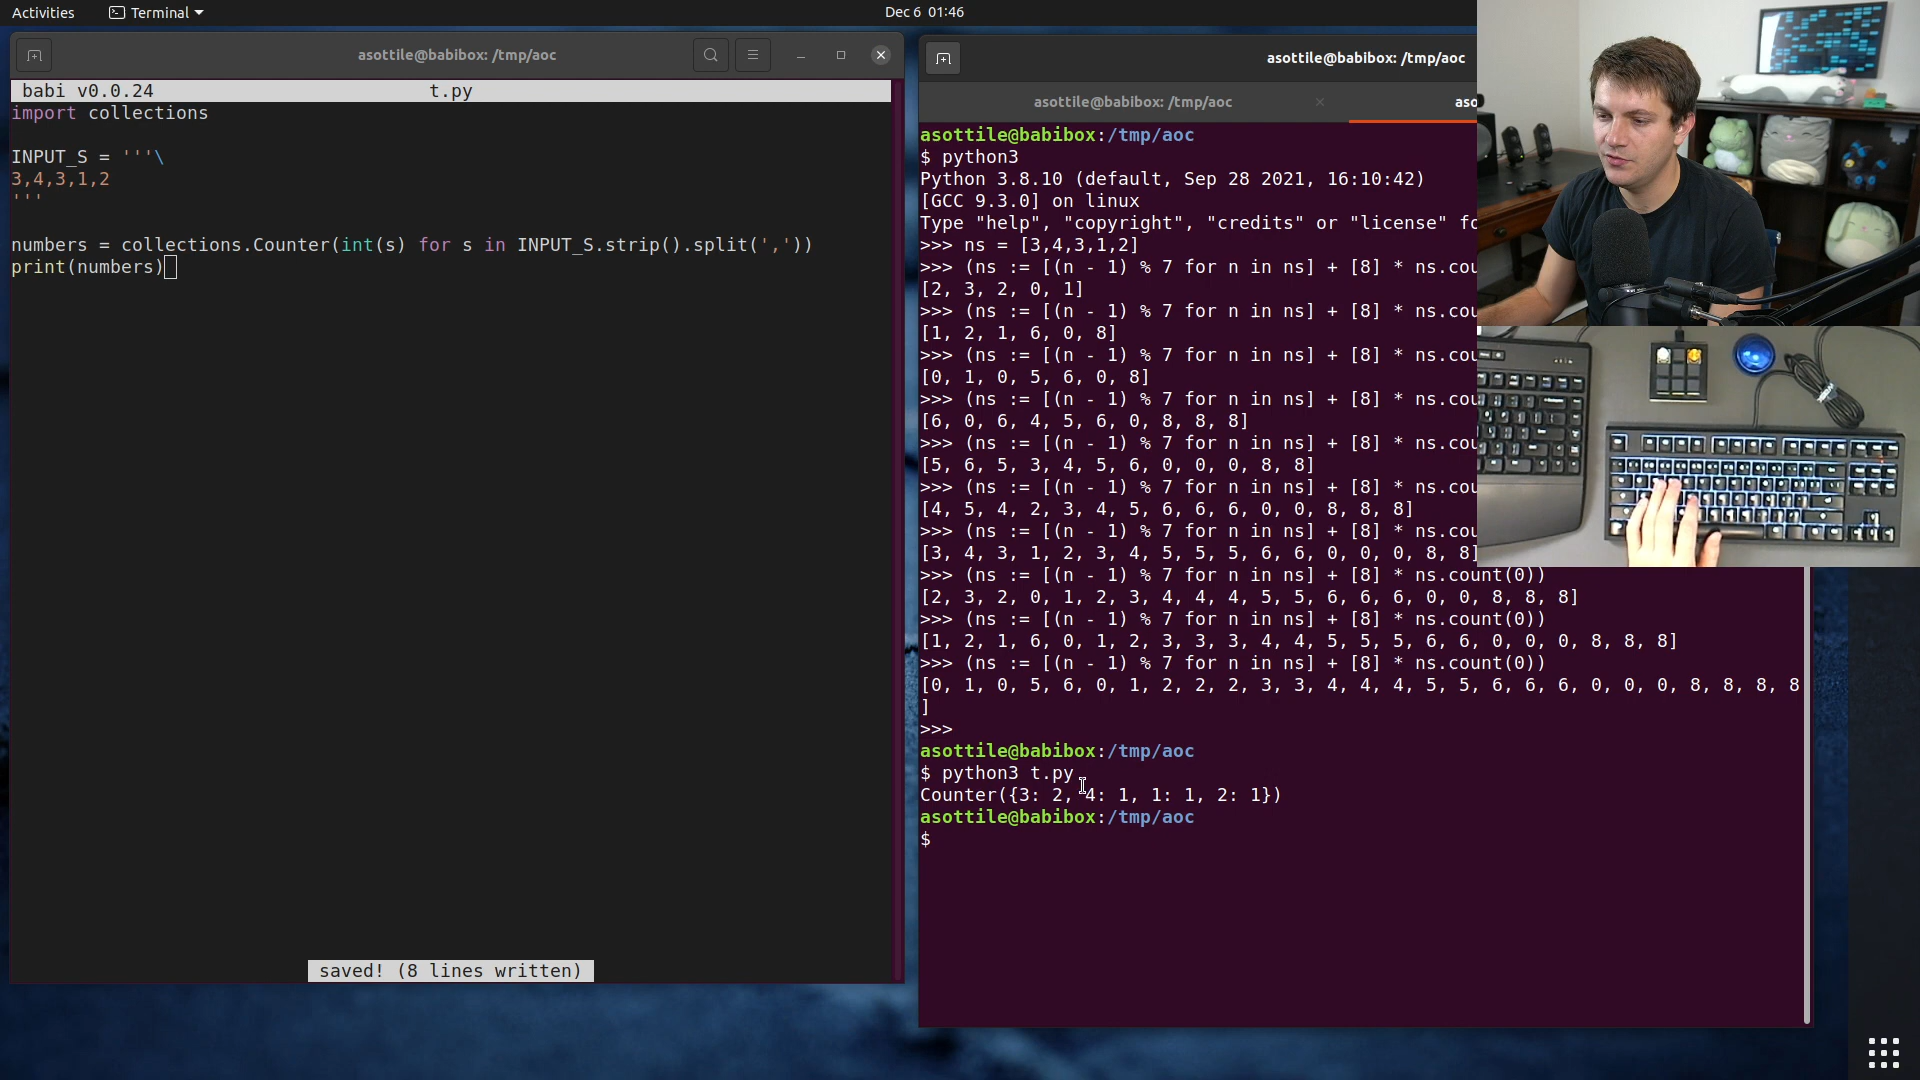 Activities
Terminal
Dec 6 01:46
asottile@babibox: /tmp/aoc
babi v0.0.24 t.py
import collections
INPUT_S = '''\
3,4,3,1,2
'''
numbers = collections.Counter(int(s) for s in INPUT_S.strip().split(','))
print(numbers)
saved! (8 lines written)
asottile@babibox: /tmp/aoc
asottile@babibox: /tmp/aoc
aso
asottile@babibox:/tmp/aoc
$ python3
Python 3.8.10 (default, Sep 28 2021, 16:10:42)
[GCC 9.3.0] on linux
Type "help", "copyright", "credits" or "license" fo
>>> ns = [3,4,3,1,2]
>>> (ns := [(n - 1) % 7 for n in ns] + [8] * ns.cou
[2, 3, 2, 0, 1]
>>> (ns := [(n - 1) % 7 for n in ns] + [8] * ns.cou
[1, 2, 1, 6, 0, 8]
>>> (ns := [(n - 1) % 7 for n in ns] + [8] * ns.cou
[0, 1, 0, 5, 6, 0, 8]
>>> (ns := [(n - 1) % 7 for n in ns] + [8] * ns.cou
[6, 0, 6, 4, 5, 6, 0, 8, 8, 8]
>>> (ns := [(n - 1) % 7 for n in ns] + [8] * ns.cou
[5, 6, 5, 3, 4, 5, 6, 0, 0, 0, 8, 8]
>>> (ns := [(n - 1) % 7 for n in ns] + [8] * ns.cou
[4, 5, 4, 2, 3, 4, 5, 6, 6, 6, 0, 0, 8, 8, 8]
>>> (ns := [(n - 1) % 7 for n in ns] + [8] * ns.cou
[3, 4, 3, 1, 2, 3, 4, 5, 5, 5, 6, 6, 0, 0, 0, 8, 8]
>>> (ns := [(n - 1) % 7 for n in ns] + [8] * ns.count(0))
[2, 3, 2, 0, 1, 2, 3, 4, 4, 4, 5, 5, 6, 6, 6, 0, 0, 8, 8, 8]
>>> (ns := [(n - 1) % 7 for n in ns] + [8] * ns.count(0))
[1, 2, 1, 6, 0, 1, 2, 3, 3, 3, 4, 4, 5, 5, 5, 6, 6, 0, 0, 0, 8, 8, 8]
>>> (ns := [(n - 1) % 7 for n in ns] + [8] * ns.count(0))
[0, 1, 0, 5, 6, 0, 1, 2, 2, 2, 3, 3, 4, 4, 4, 5, 5, 6, 6, 6, 0, 0, 0, 8, 8, 8, 8
]
>>>
asottile@babibox:/tmp/aoc
$ python3 t.py
Counter({3: 2, 4: 1, 1: 1, 2: 1})
asottile@babibox:/tmp/aoc
$